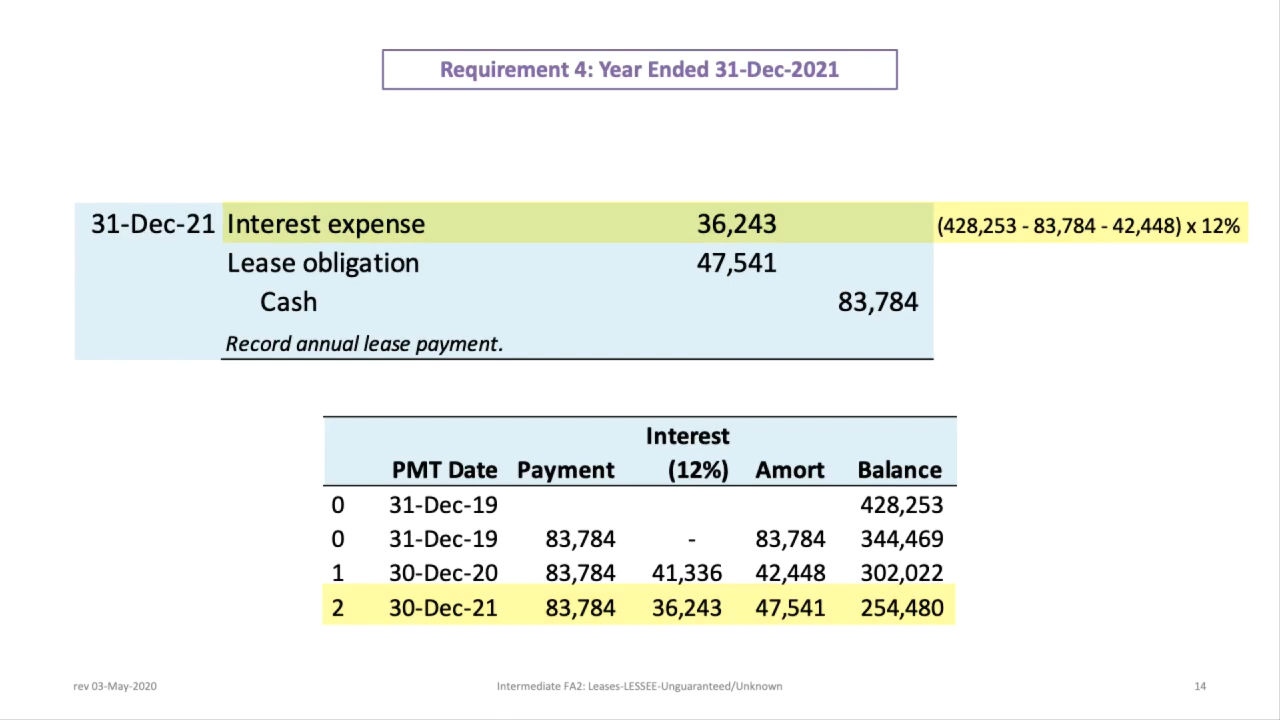 Requirement 4: Year Ended 31-Dec-2021
31-Dec-21 Interest expense 36,243 (428,253 - 83,784 - 42,448) x 12%
Lease obligation 47,541
Cash 83,784
Record annual lease payment.
Interest
PMT Date Payment (12%) Amort Balance
0 31-Dec-19 428,253
0 31-Dec-19 83,784 - 83,784 344,469
1 30-Dec-20 83,784 41,336 42,448 302,022
2 30-Dec-21 83,784 36,243 47,541 254,480
rev 03-May-2020 Intermediate FA2: Leases-LESSEE-Unguaranteed/Unknown 14